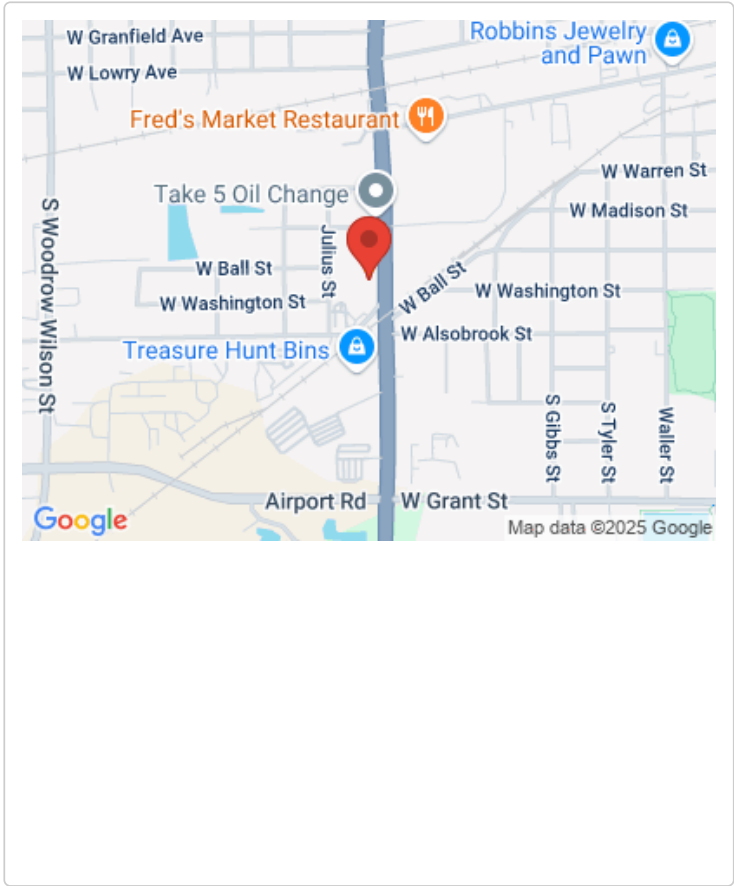 W Granfield Ave
Robbins Jewelry
and Pawn
W Lowry Ave
Fred's Market Restaurant
W Warren St
Take 5 Oil Change
W Madison St
S Woodrow Wilson St
Julius St
W Ball St
W Ball St
W Washington St
W Washington St
W Alsobrook St
Treasure Hunt Bins
S Gibbs St
S Tyler St
Waller St
Airport Rd
W Grant St
Google
Map data ©2025 Google